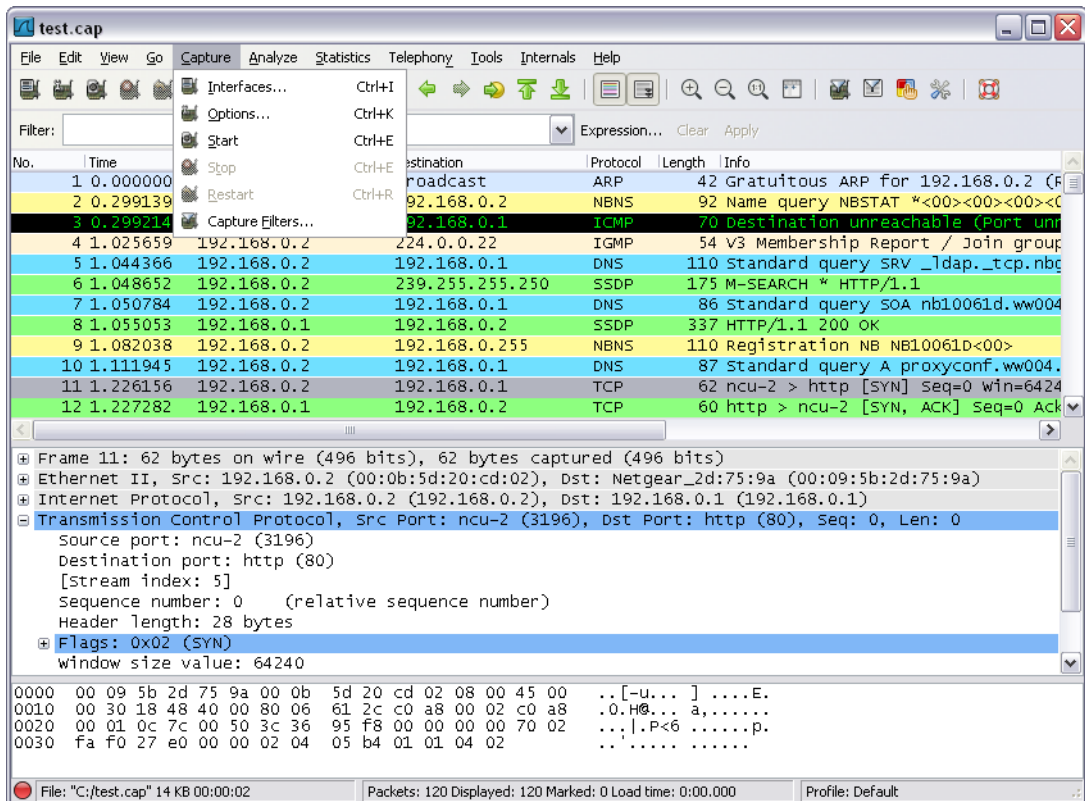 test.cap
File Edit View Go Capture Analyze Statistics Telephony Tools Internals Help
Interfaces... Ctrl+I
Options... Ctrl+K
Start Ctrl+E
Stop Ctrl+E
Restart Ctrl+R
Capture Filters...
Filter: Expression... Clear Apply
No. Time estination Protocol Length Info
1 0.000000 roadcast ARP 42 Gratuitous ARP for 192.168.0.2 (R
2 0.299139 92.168.0.2 NBNS 92 Name query NBSTAT *<00><00><00><0
3 0.299214 92.168.0.1 ICMP 70 Destination unreachable (Port unr
4 1.025659 192.168.0.2 224.0.0.22 IGMP 54 V3 Membership Report / Join group
5 1.044366 192.168.0.2 192.168.0.1 DNS 110 Standard query SRV _ldap._tcp.nbg
6 1.048652 192.168.0.2 239.255.255.250 SSDP 175 M-SEARCH * HTTP/1.1
7 1.050784 192.168.0.2 192.168.0.1 DNS 86 Standard query SOA nb10061d.ww004
8 1.055053 192.168.0.1 192.168.0.2 SSDP 337 HTTP/1.1 200 OK
9 1.082038 192.168.0.2 192.168.0.255 NBNS 110 Registration NB NB10061D<00>
10 1.111945 192.168.0.2 192.168.0.1 DNS 87 Standard query A proxyconf.ww004.
11 1.226156 192.168.0.2 192.168.0.1 TCP 62 ncu-2 > http [SYN] Seq=0 Win=6424
12 1.227282 192.168.0.1 192.168.0.2 TCP 60 http > ncu-2 [SYN, ACK] Seq=0 Ack
Frame 11: 62 bytes on wire (496 bits), 62 bytes captured (496 bits)
Ethernet II, Src: 192.168.0.2 (00:0b:5d:20:cd:02), Dst: Netgear_2d:75:9a (00:09:5b:2d:75:9a)
Internet Protocol, Src: 192.168.0.2 (192.168.0.2), Dst: 192.168.0.1 (192.168.0.1)
Transmission Control Protocol, Src Port: ncu-2 (3196), Dst Port: http (80), Seq: 0, Len: 0
Source port: ncu-2 (3196)
Destination port: http (80)
[Stream index: 5]
Sequence number: 0 (relative sequence number)
Header length: 28 bytes
Flags: 0x02 (SYN)
Window size value: 64240
0000 00 09 5b 2d 75 9a 00 0b 5d 20 cd 02 08 00 45 00 ..[-u... ] ....E.
0010 00 30 18 48 40 00 80 06 61 2c c0 a8 00 02 c0 a8 .0.H@... a,......
0020 00 01 0c 7c 00 50 3c 36 95 f8 00 00 00 00 70 02 ...|.P<6 ......p.
0030 fa f0 27 e0 00 00 02 04 05 b4 01 01 04 02 ..'..... ......
File: "C:/test.cap" 14 KB 00:00:02 Packets: 120 Displayed: 120 Marked: 0 Load time: 0:00.000 Profile: Default